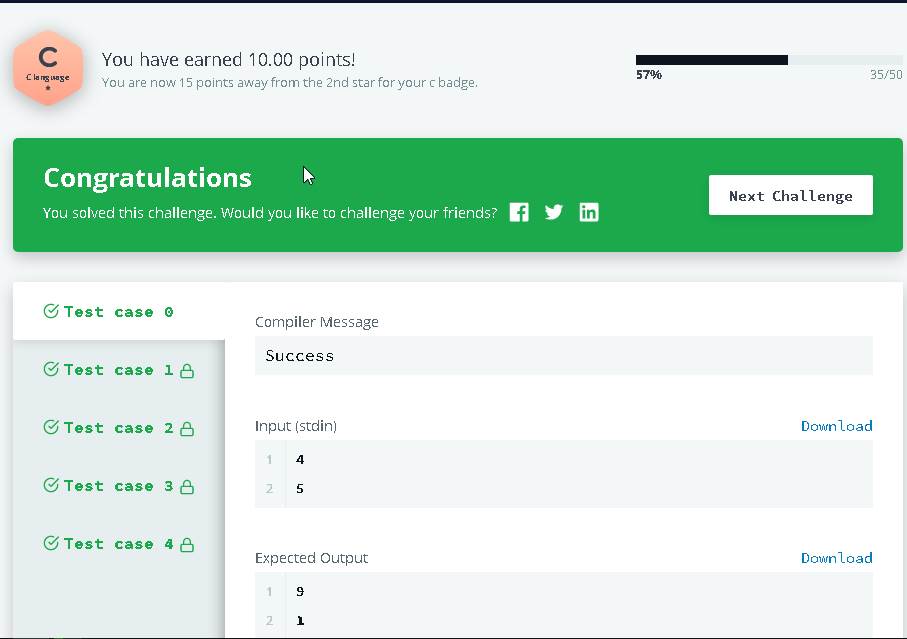 C
C language
You have earned 10.00 points!
You are now 15 points away from the 2nd star for your c badge.
57%
35/50
Congratulations
You solved this challenge. Would you like to challenge your friends?
Next Challenge
Test case 0
Test case 1
Test case 2
Test case 3
Test case 4
Compiler Message
Success
Input (stdin)
Download
1 4
2 5
Expected Output
Download
1 9
2 1